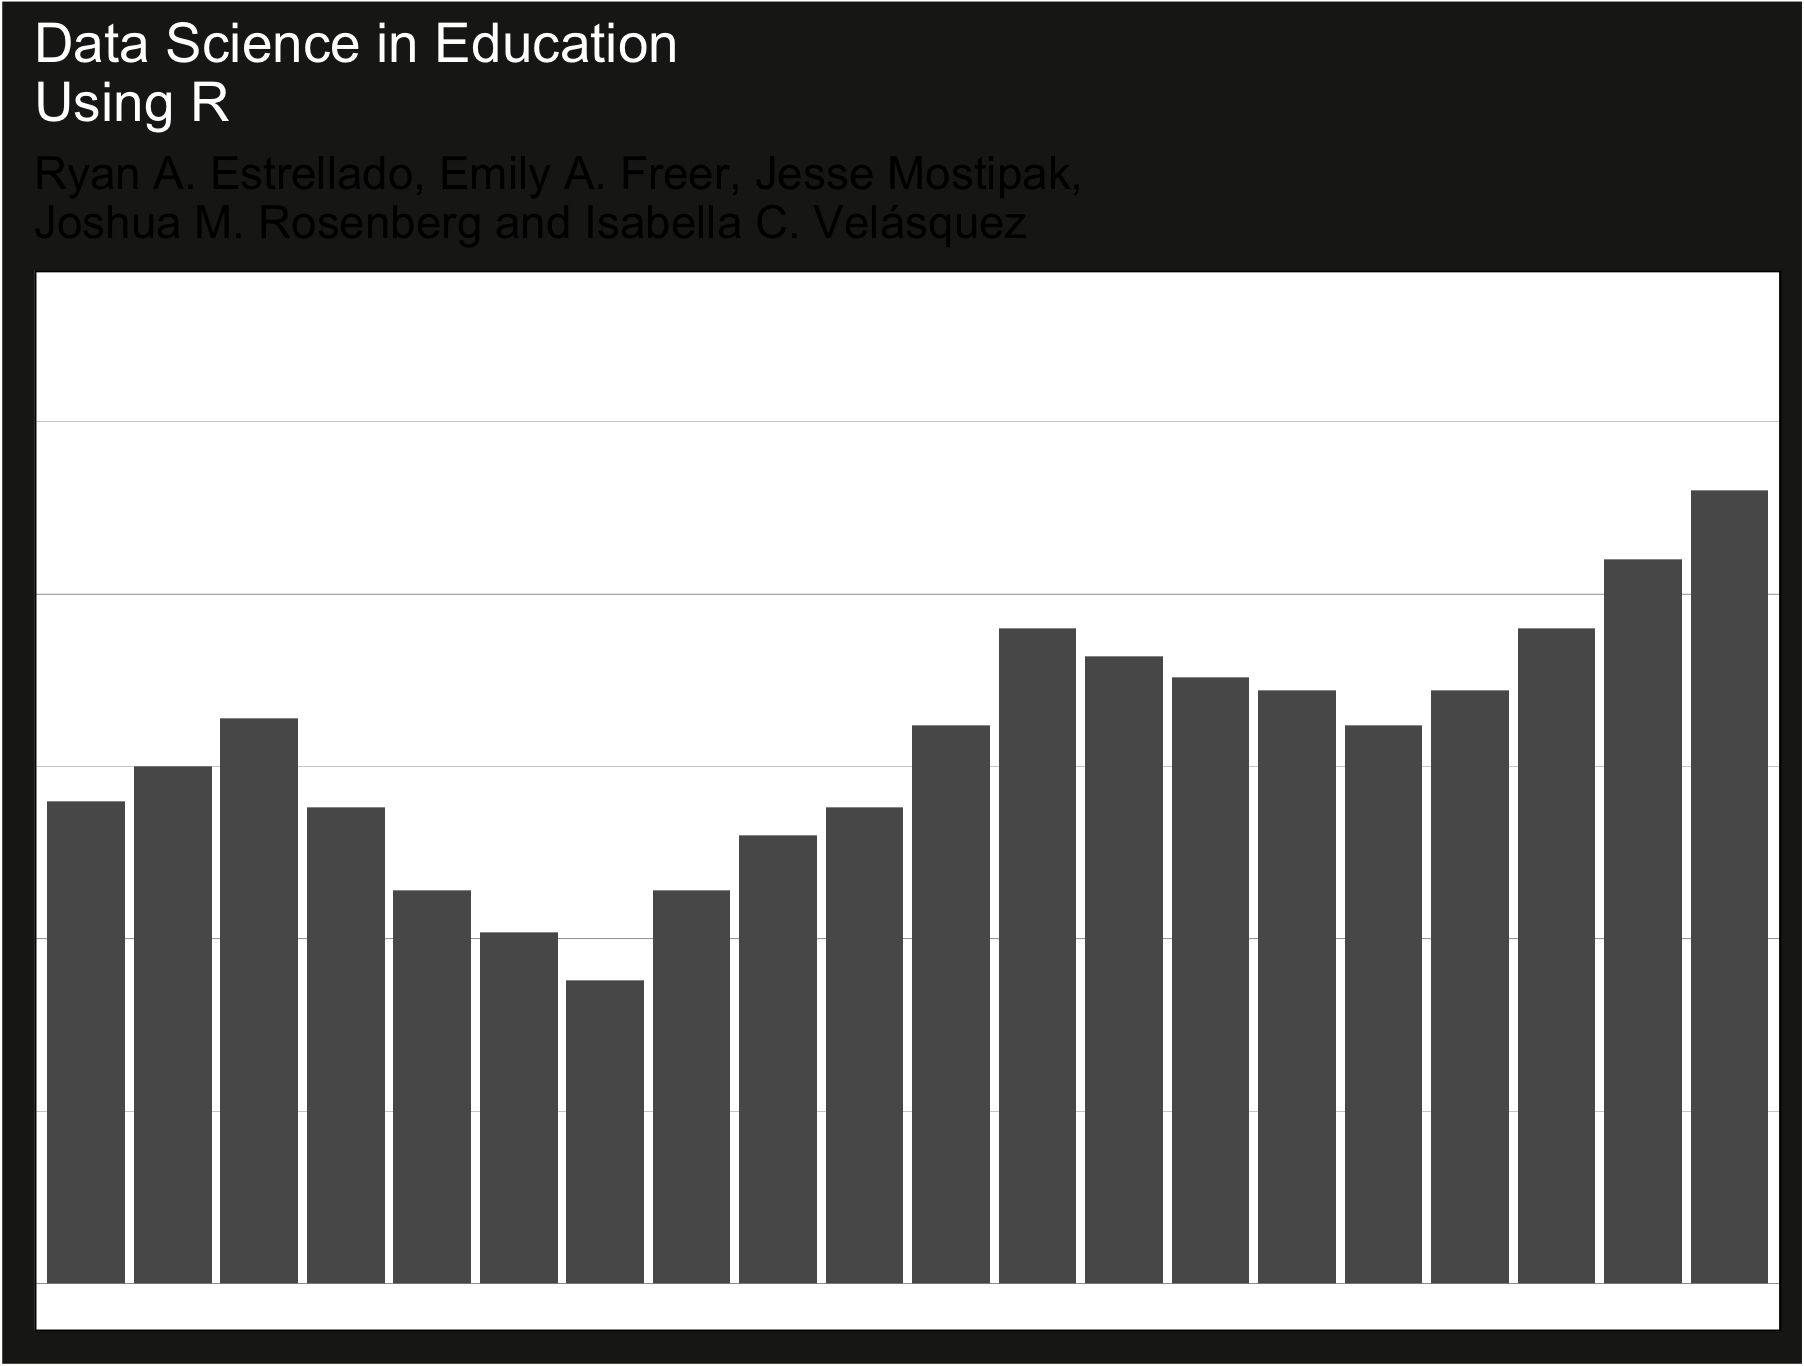 Data Science in Education
Using R
Ryan A. Estrellado, Emily A. Freer, Jesse Mostipak,
Joshua M. Rosenberg and Isabella C. Velásquez